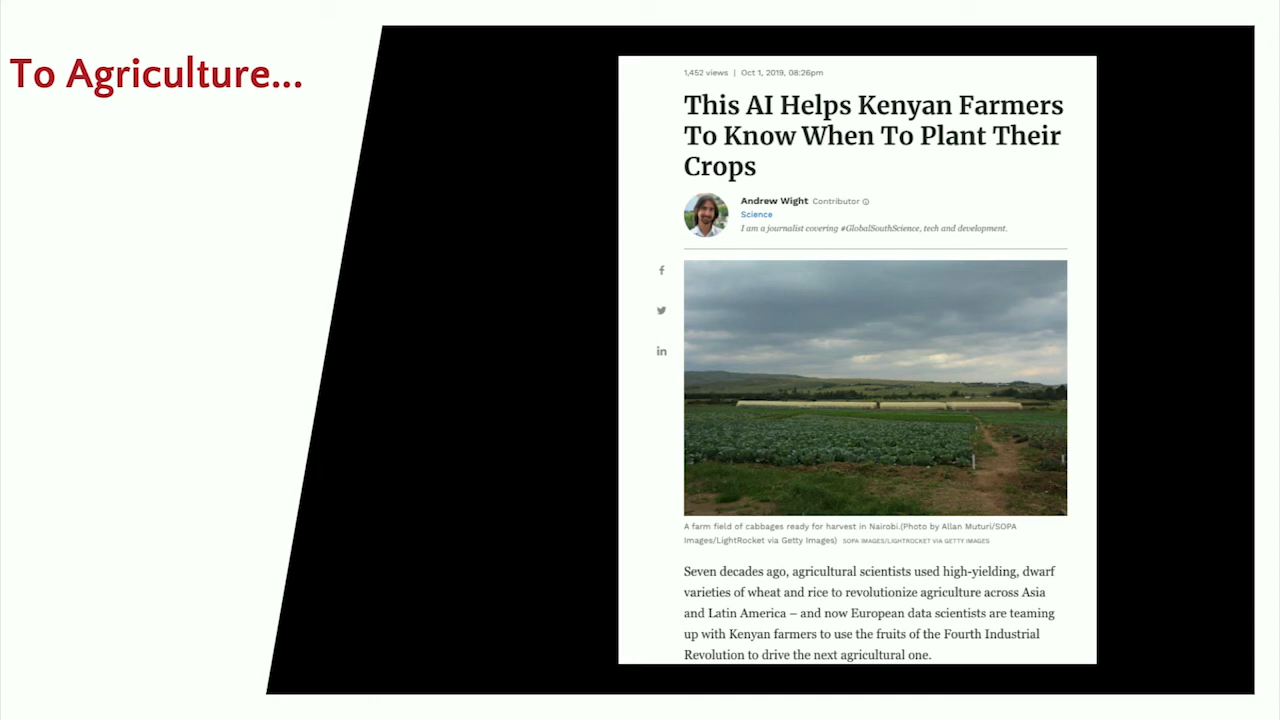 To Agriculture...
1,452 views | Oct 1, 2019, 08:26pm
This AI Helps Kenyan Farmers
To Know When To Plant Their
Crops
Andrew Wight Contributor
Science
I am a journalist covering #GlobalSouthScience, tech and development.
A farm field of cabbages ready for harvest in Nairobi.(Photo by Allan Muturi/SOPA
Images/LightRocket via Getty Images) SOPA IMAGES/LIGHTROCKET VIA GETTY IMAGES
Seven decades ago, agricultural scientists used high-yielding, dwarf
varieties of wheat and rice to revolutionize agriculture across Asia
and Latin America – and now European data scientists are teaming
up with Kenyan farmers to use the fruits of the Fourth Industrial
Revolution to drive the next agricultural one.